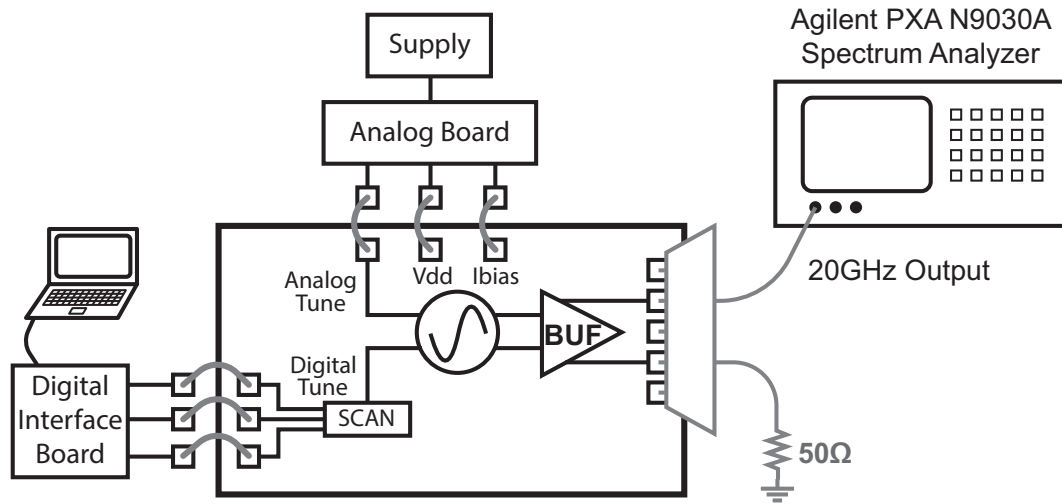 Agilent PXA N9030A
Spectrum Analyzer
Supply
Analog Board
Analog
Tune
Vdd
Ibias
20GHz Output
BUF
Digital
Tune
SCAN
Digital
Interface
Board
50Ω